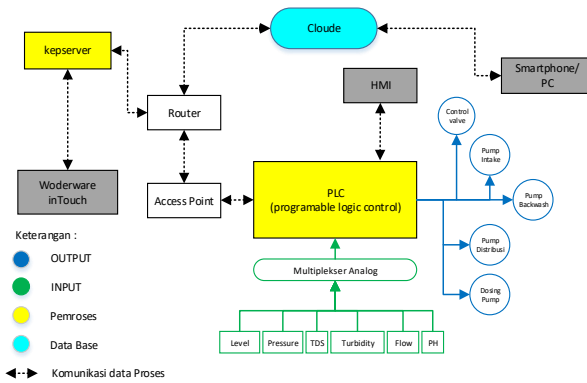 Cloude
kepserver
Smartphone/
PC
HMI
Router
Control
valve
Pump
Intake
Woderware
inTouch
Access Point
PLC
(programable logic control)
Pump
Backwash
Keterangan :
OUTPUT
Pump
Distribusi
Multiplekser Analog
INPUT
Dosing
Pump
Pemroses
Data Base
Level
Pressure
TDS
Turbidity
Flow
PH
Komunikasi data Proses